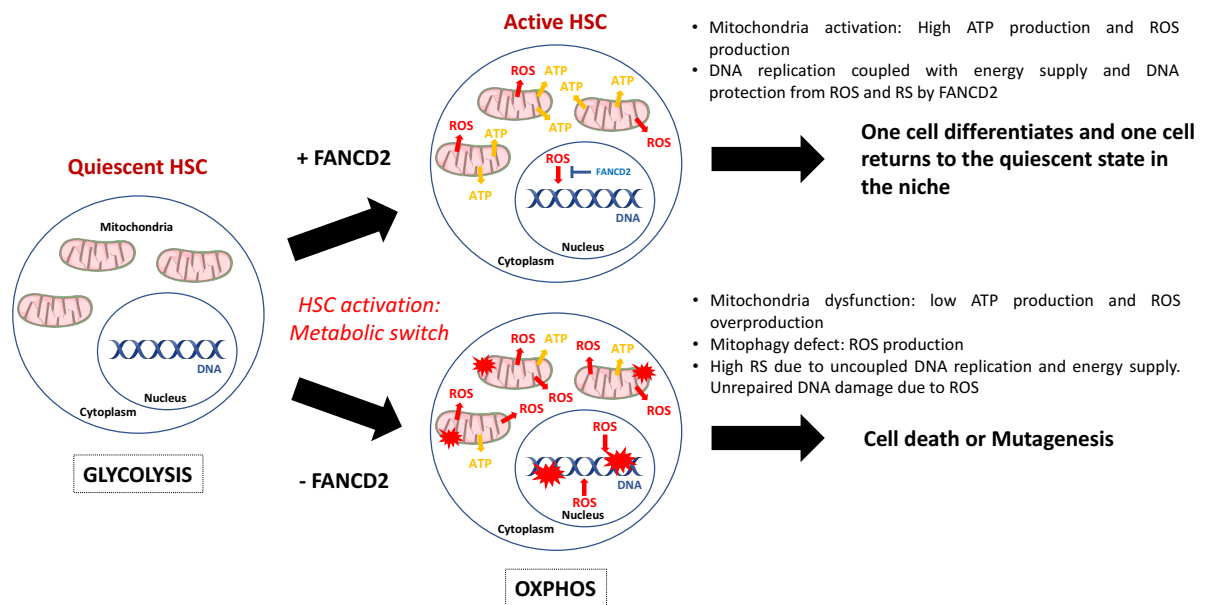 Quiescent HSC
Mitochondria
DNA
Nucleus
Cytoplasm
GLYCOLYSIS
+ FANCD2
HSC activation:
Metabolic switch
- FANCD2
Active HSC
ROS
ATP
ATP
ATP
ATP
ATP
ROS
ROS
ATP
ATP
ROS
FANCD2
DNA
Nucleus
Cytoplasm
• Mitochondria activation: High ATP production and ROS
production
• DNA replication coupled with energy supply and DNA
protection from ROS and RS by FANCD2
One cell differentiates and one cell
returns to the quiescent state in
the niche
ROS
ATP
ROS
ROS
ATP
ROS
ROS
ROS
ATP
ROS
DNA
ROS
Nucleus
Cytoplasm
OXPHOS
• Mitochondria dysfunction: low ATP production and ROS
overproduction
• Mitophagy defect: ROS production
• High RS due to uncoupled DNA replication and energy supply.
Unrepaired DNA damage due to ROS
Cell death or Mutagenesis